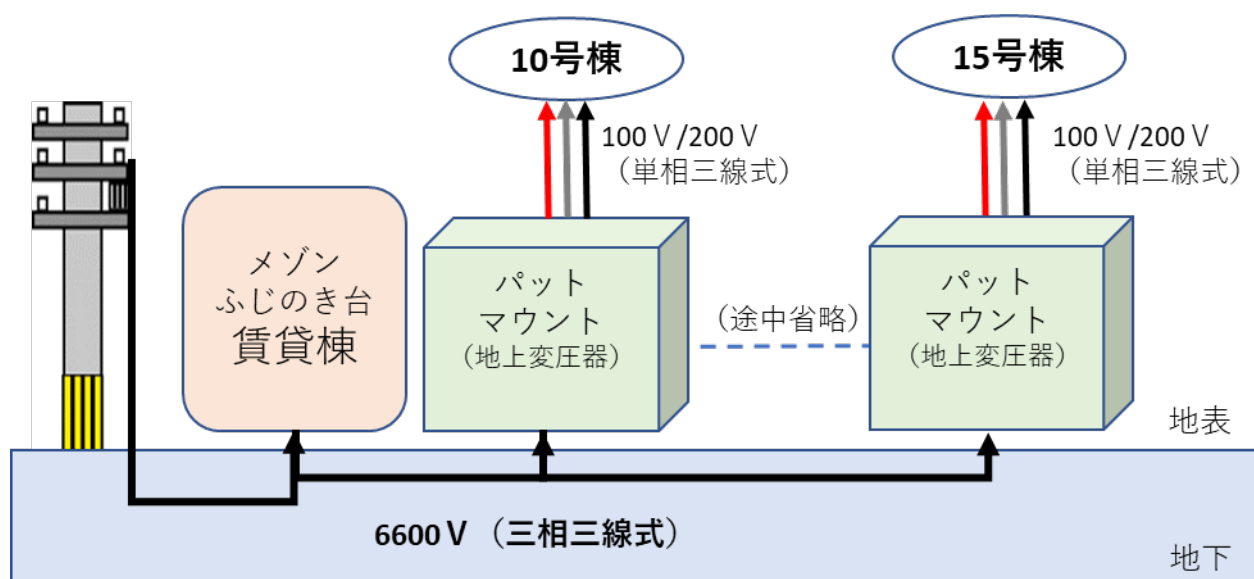 10号棟
15号棟
100Ⅴ/200Ⅴ
（単相三線式）
100Ⅴ/200Ⅴ
（単相三線式）
メゾン
ふじのき台
賃貸棟
パット
マウント
（地上変圧器）
（途中省略）
パット
マウント
（地上変圧器）
地表
6600Ⅴ（三相三線式）
地下